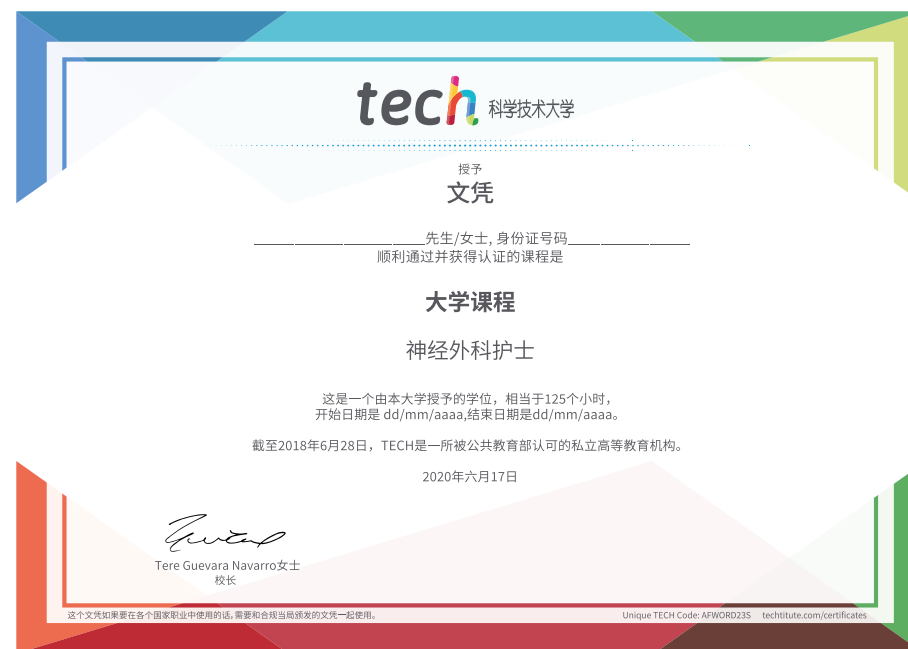 tech 科学技术大学
授予
文凭
先生/女士, 身份证号码
顺利通过并获得认证的课程是
大学课程
神经外科护士
这是一个由本大学授予的学位，相当于125个小时，
开始日期是 dd/mm/aaaa,结束日期是dd/mm/aaaa。
截至2018年6月28日，TECH是一所被公共教育部认可的私立高等教育机构。
2020年六月17日
Tere Guevara Navarro女士
校长
这个文凭如果要在各个国家职业中使用的话,需要和合规当局颁发的文凭一起使用。
Unique TECH Code: AFWORD23S techtitute.com/certificates